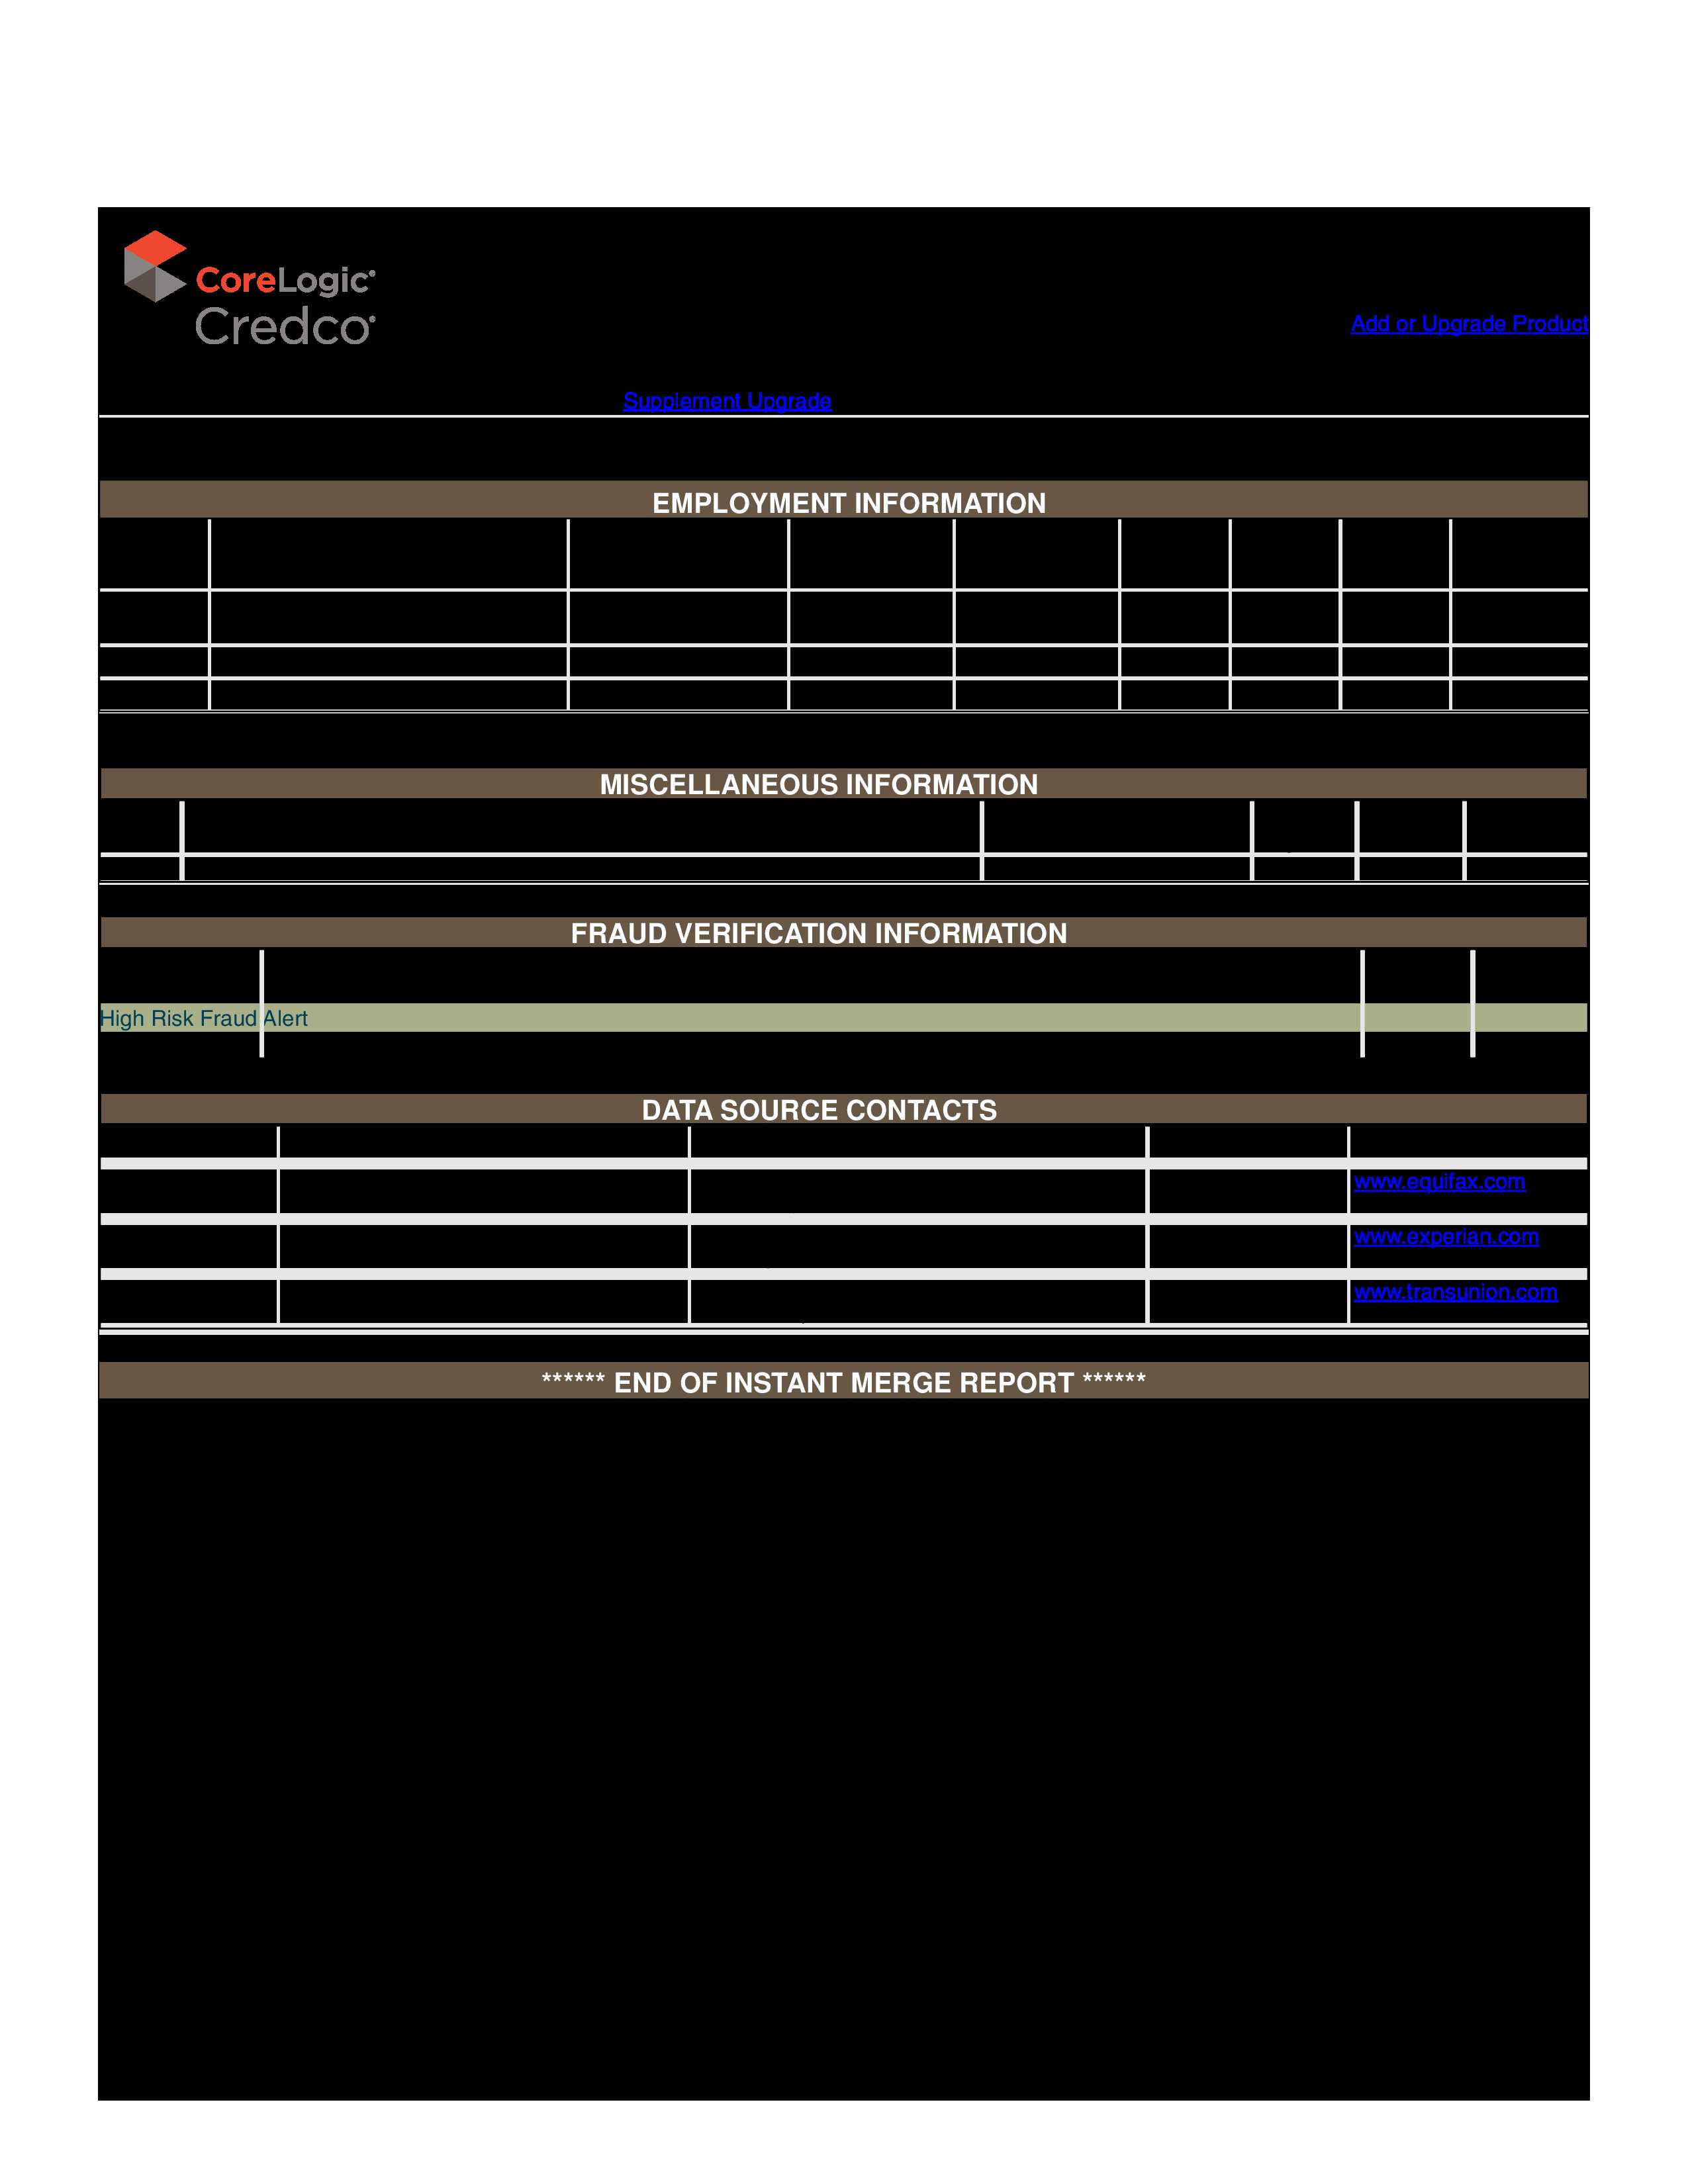 CoreLogic
Credco
Add or Upgrade Product
Supplement Upgrade
EMPLOYMENT INFORMATION
MISCELLANEOUS INFORMATION
FRAUD VERIFICATION INFORMATION
High Risk Fraud Alert
DATA SOURCE CONTACTS
www.equifax.com
www.experian.com
www.transunion.com
****** END OF INSTANT MERGE REPORT ******